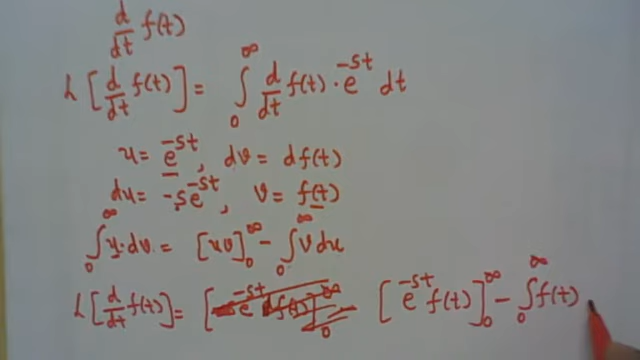 d/dt f(t)
L[d/dt f(t)] = ∫₀^∞ d/dt f(t) · e^-st dt
u = e^-st, dv = df(t)
du = -se^-st, v = f(t)
∫₀^∞ u·dv = [uv]₀^∞ - ∫₀^∞ v du
L[d/dt f(t)] = [e^-st f(t)]₀^∞ - ∫₀^∞ f(t)